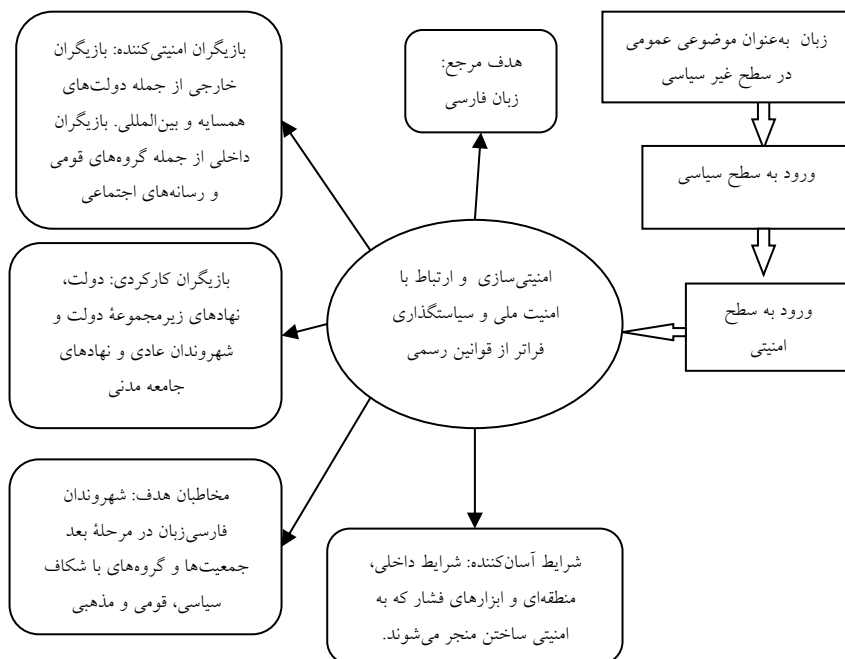 زبان به‌عنوان موضوعی عمومی
در سطح غیر سیاسی
ورود به سطح سیاسی
ورود به سطح
امنیتی
امنیتی‌سازی و ارتباط با
امنیت ملی و سیاستگذاری
فراتر از قوانین رسمی
هدف مرجع:
زبان فارسی
بازیگران امنیتی‌کننده: بازیگران
خارجی از جمله دولت‌های
همسایه و بین‌المللی. بازیگران
داخلی از جمله گروه‌های قومی
و رسانه‌های اجتماعی
بازیگران کارکردی: دولت،
نهادهای زیرمجموعۀ دولت و
شهروندان عادی و نهادهای
جامعه مدنی
مخاطبان هدف: شهروندان
فارسی‌زبان در مرحلۀ بعد
جمعیت‌ها و گروه‌های با شکاف
سیاسی، قومی و مذهبی
شرایط آسان‌کننده: شرایط داخلی،
منطقه‌ای و ابزارهای فشار که به
امنیتی ساختن منجر می‌شوند.